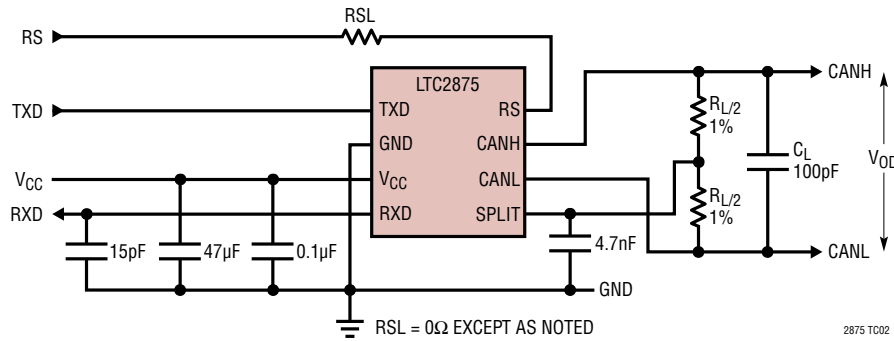 RSL
RS
LTC2875
TXD
TXD
RS
GND
CANH
VCC
VCC
CANL
RXD
RXD
SPLIT
15pF
47µF
0.1µF
4.7nF
RL/2
1%
RL/2
1%
CL
100pF
CANH
VOD
CANL
GND
RSL = 0Ω EXCEPT AS NOTED
2875 TC02